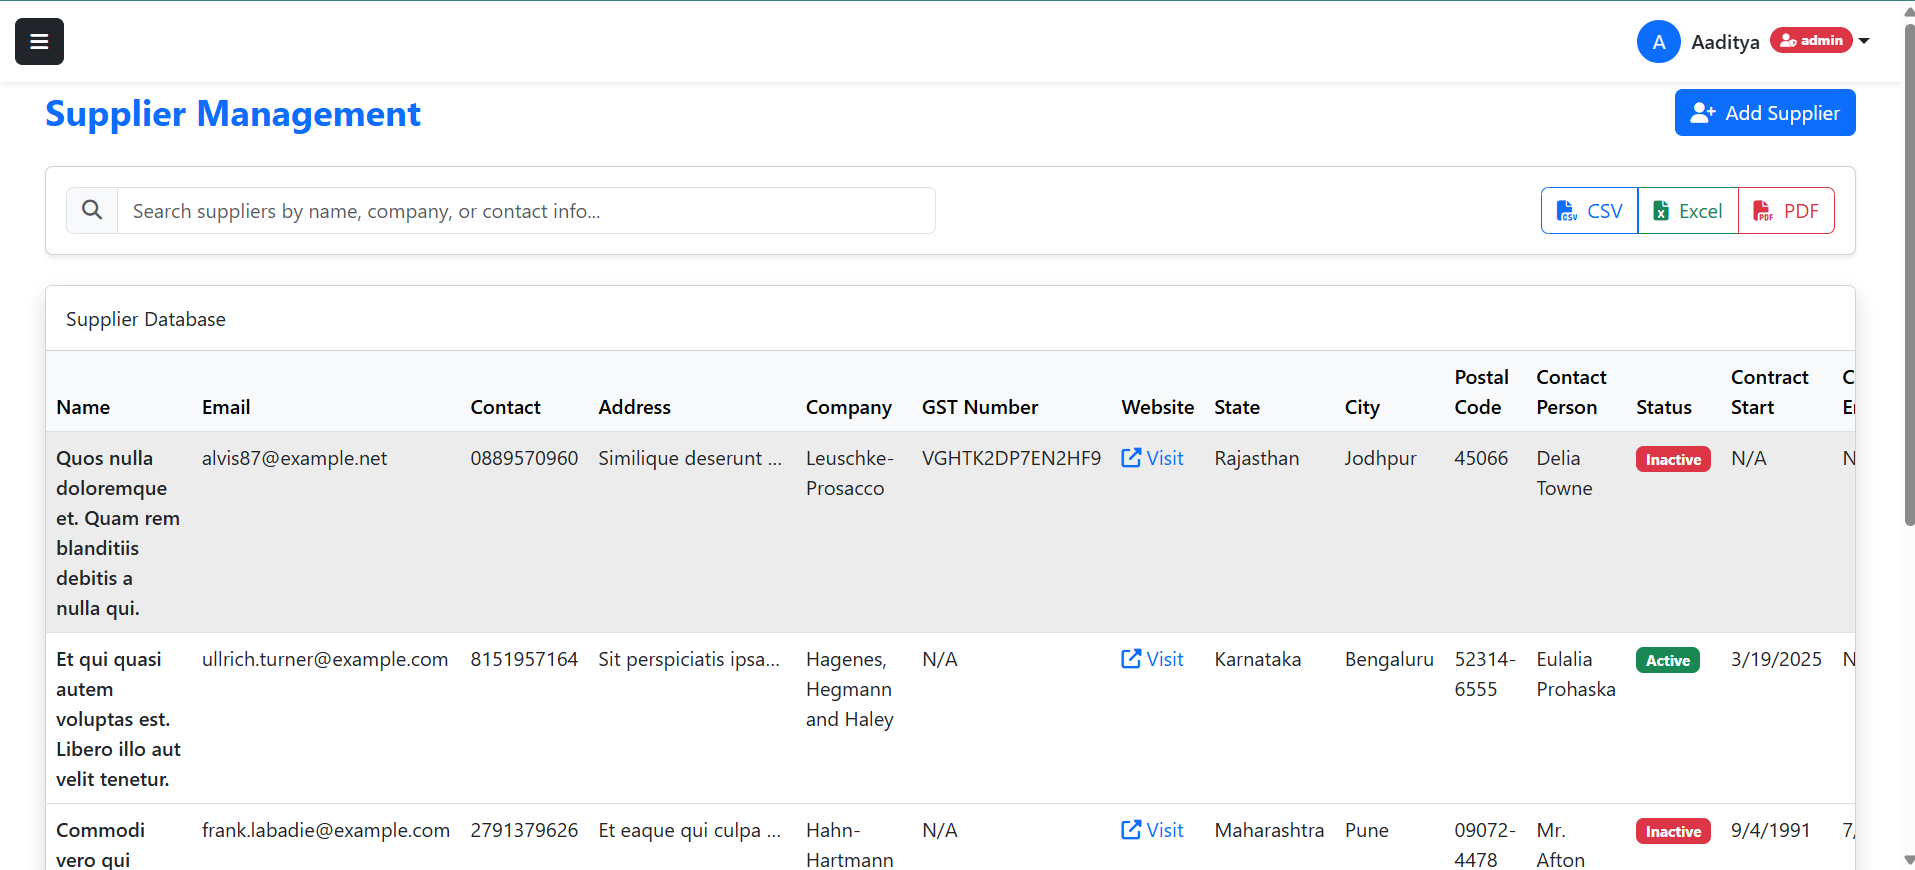 A Aaditya admin
Supplier Management
Add Supplier
Search suppliers by name, company, or contact info...
CSV Excel PDF
Supplier Database
Name Email Contact Address Company GST Number Website State City Postal Code Contact Person Status Contract Start
Quos nulla doloremque et. Quam rem blanditiis debitis a nulla qui. alvis87@example.net 0889570960 Similique deserunt ... Leuschke-Prosacco VGHTK2DP7EN2HF9 Visit Rajasthan Jodhpur 45066 Delia Towne Inactive N/A
Et qui quasi autem voluptas est. Libero illo aut velit tenetur. ullrich.turner@example.com 8151957164 Sit perspiciatis ipsa... Hagenes, Hegmann and Haley N/A Visit Karnataka Bengaluru 52314-6555 Eulalia Prohaska Active 3/19/2025
Commodi vero qui frank.labadie@example.com 2791379626 Et eaque qui culpa ... Hahn-Hartmann N/A Visit Maharashtra Pune 09072-4478 Mr. Afton Inactive 9/4/1991